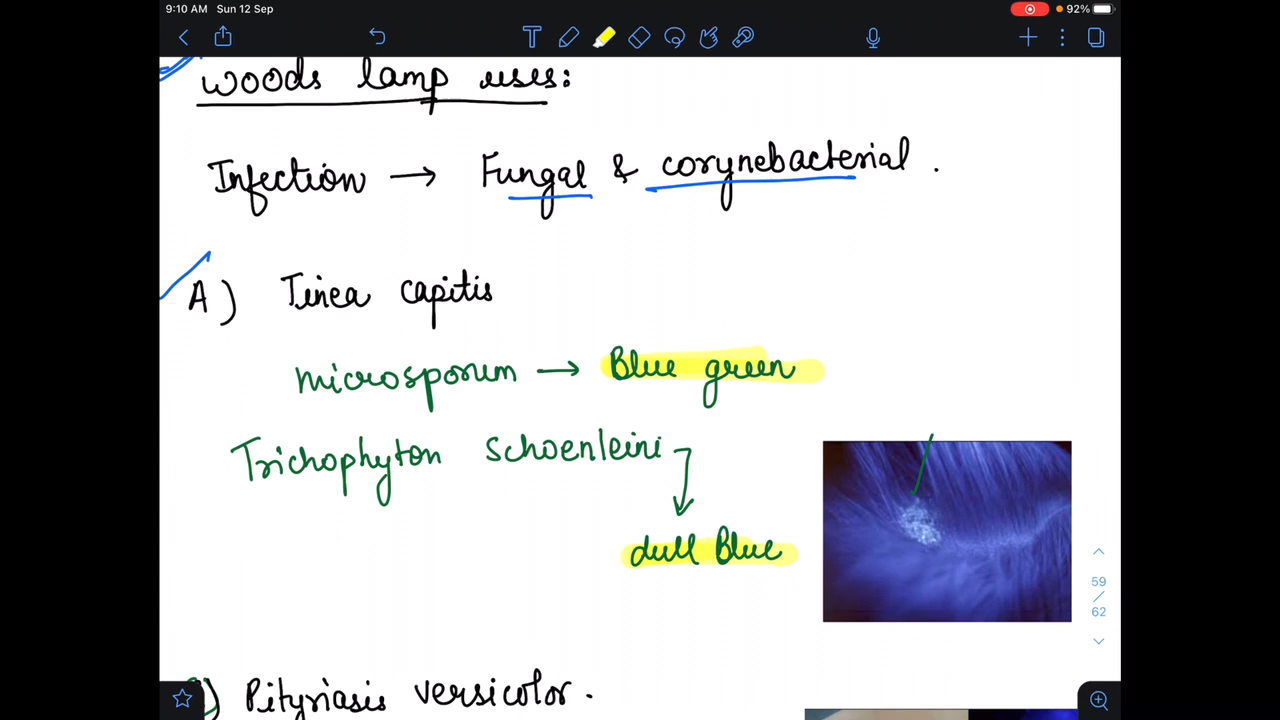 9:10 AM Sun 12 Sep
92%
woods lamp uses:
Infection → Fungal & corynebacterial.
A) Tinea capitis
microsporum → Blue green
Trichophyton schoenleini
dull Blue
59
/
62
) Pityriasis versicolor.